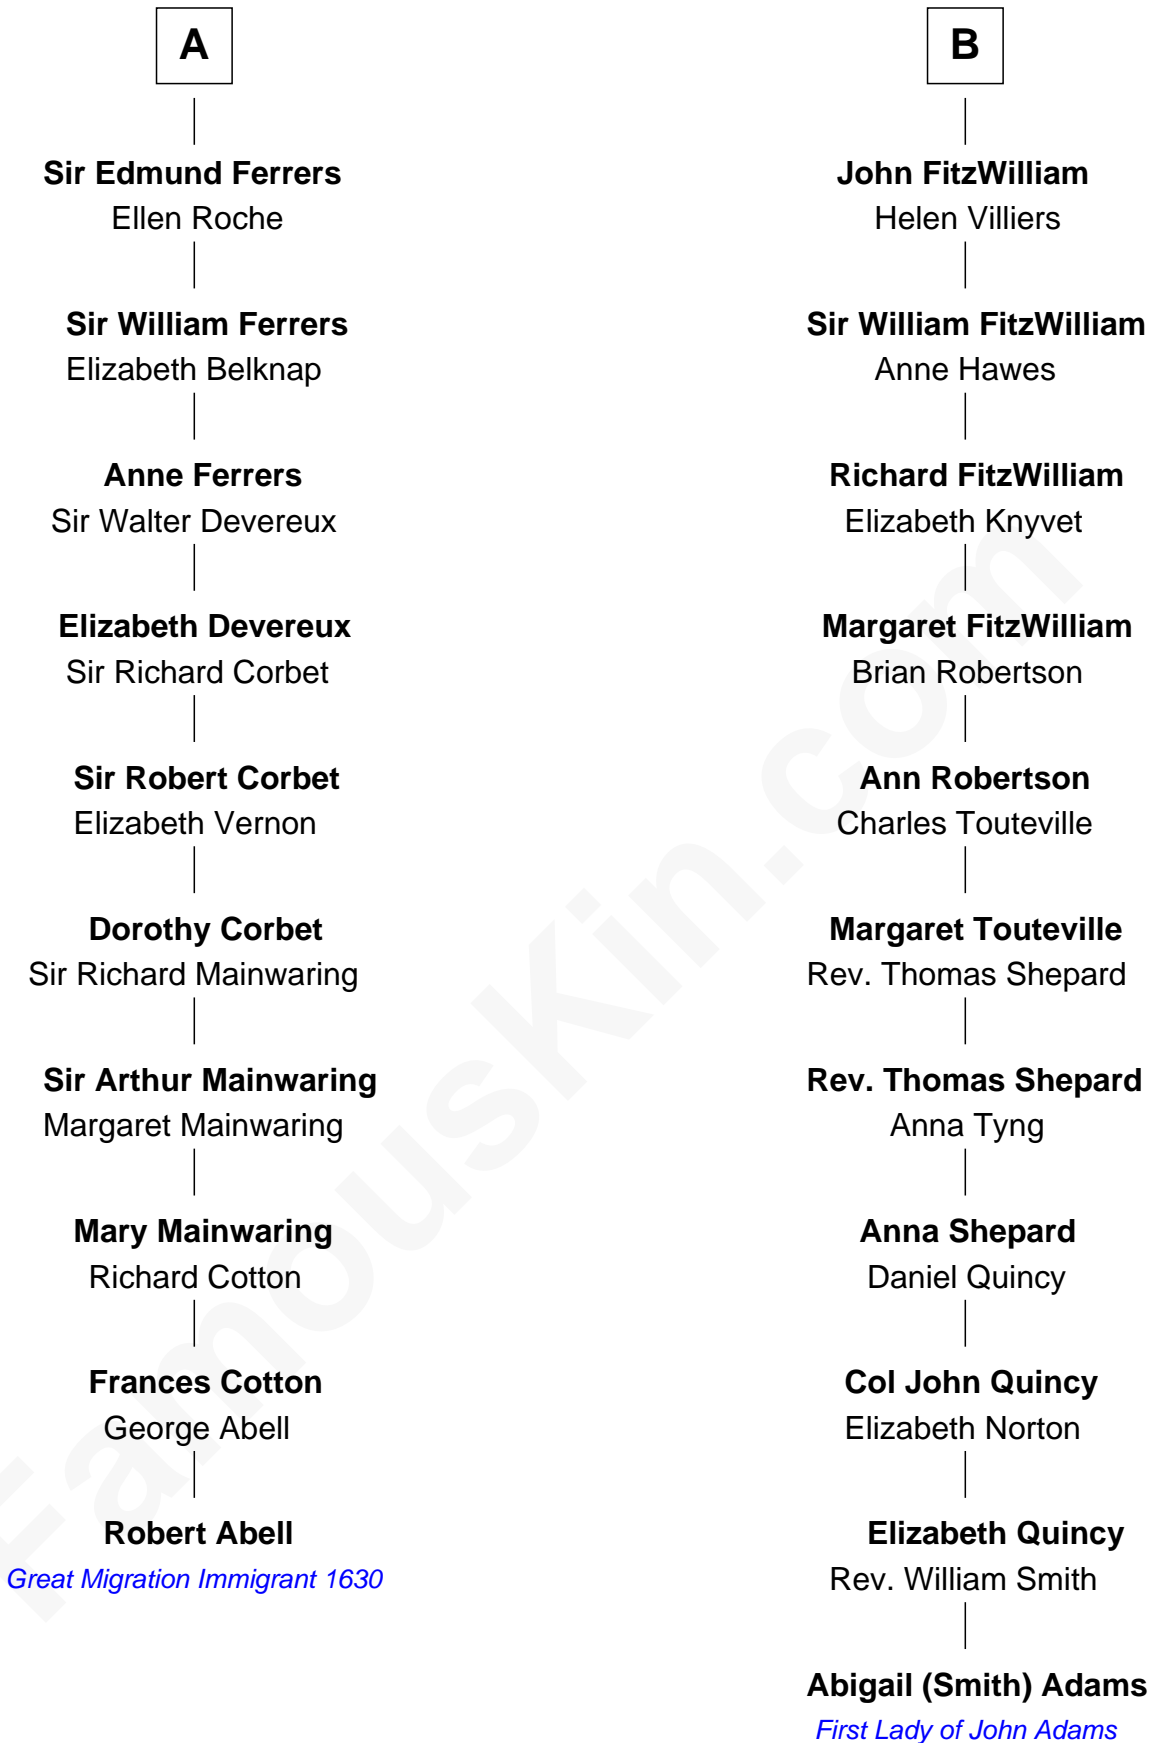 A
Sir Edmund Ferrers
Ellen Roche
Sir William Ferrers
Elizabeth Belknap
Anne Ferrers
Sir Walter Devereux
Elizabeth Devereux
Sir Richard Corbet
Sir Robert Corbet
Elizabeth Vernon
Dorothy Corbet
Sir Richard Mainwaring
Sir Arthur Mainwaring
Margaret Mainwaring
Mary Mainwaring
Richard Cotton
Frances Cotton
George Abell
Robert Abell
Great Migration Immigrant 1630
B
John FitzWilliam
Helen Villiers
Sir William FitzWilliam
Anne Hawes
Richard FitzWilliam
Elizabeth Knyvet
Margaret FitzWilliam
Brian Robertson
Ann Robertson
Charles Touteville
Margaret Touteville
Rev. Thomas Shepard
Rev. Thomas Shepard
Anna Tyng
Anna Shepard
Daniel Quincy
Col John Quincy
Elizabeth Norton
Elizabeth Quincy
Rev. William Smith
Abigail (Smith) Adams
First Lady of John Adams
FamousKin.com